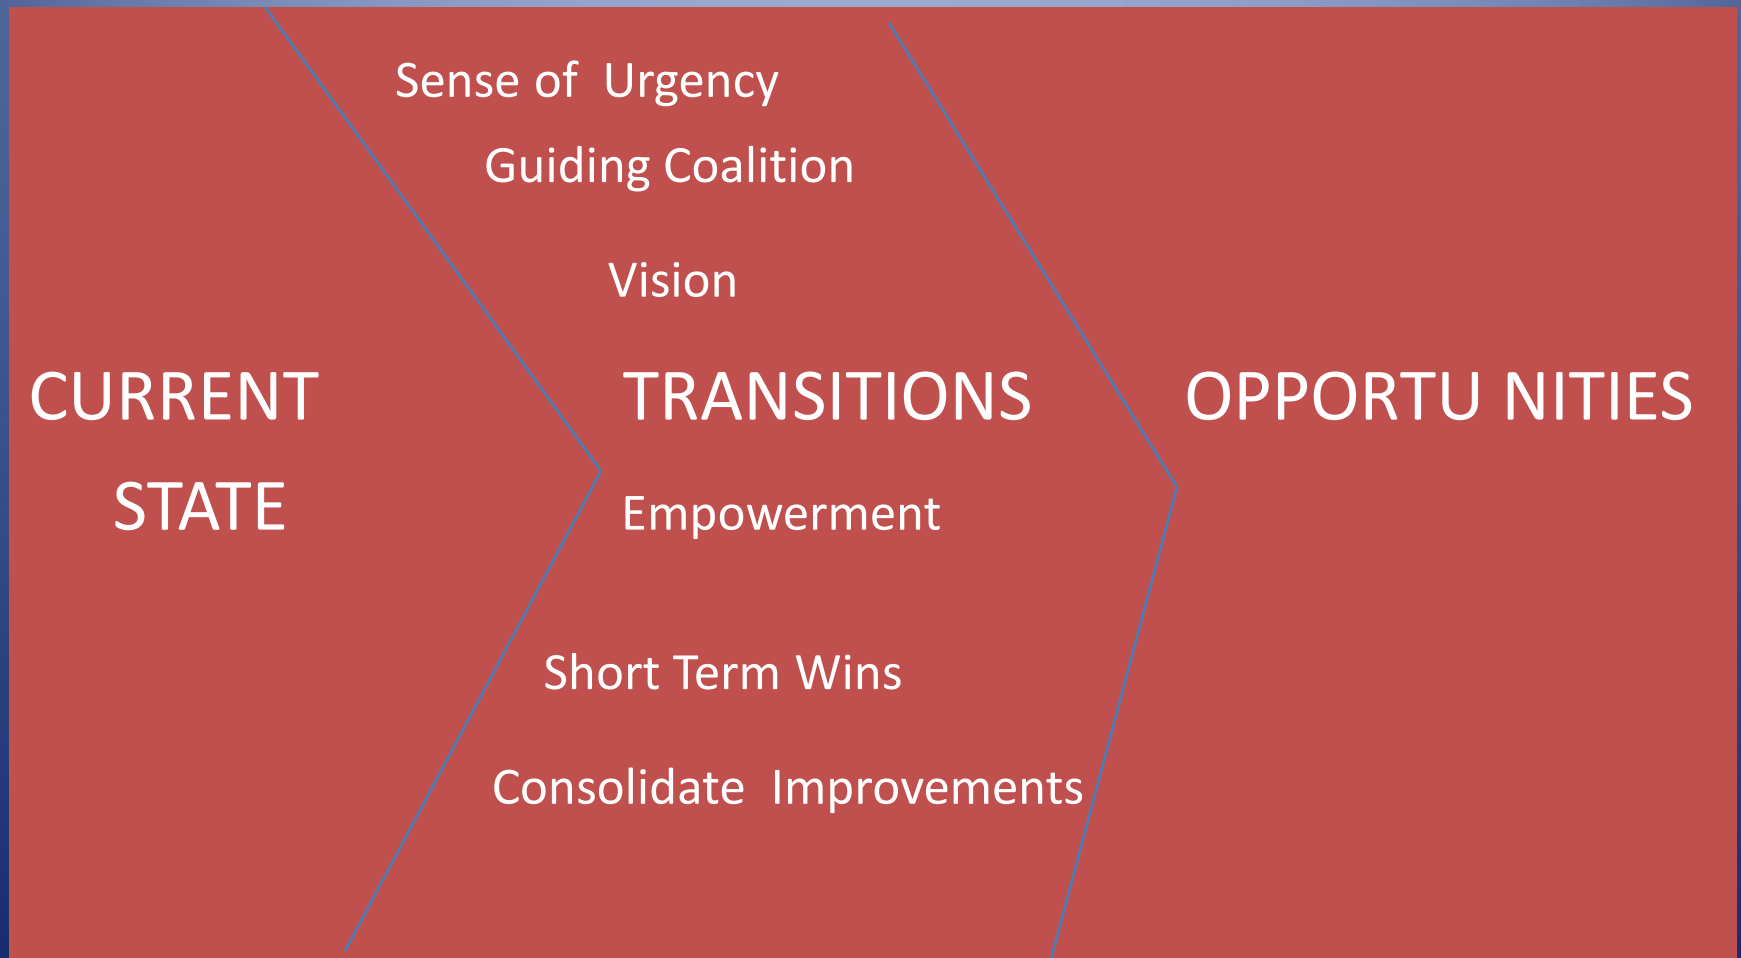 Sense of  Urgency
Guiding Coalition
Vision
CURRENT
STATE
TRANSITIONS
OPPORTU NITIES
Empowerment
Short Term Wins
Consolidate  Improvements